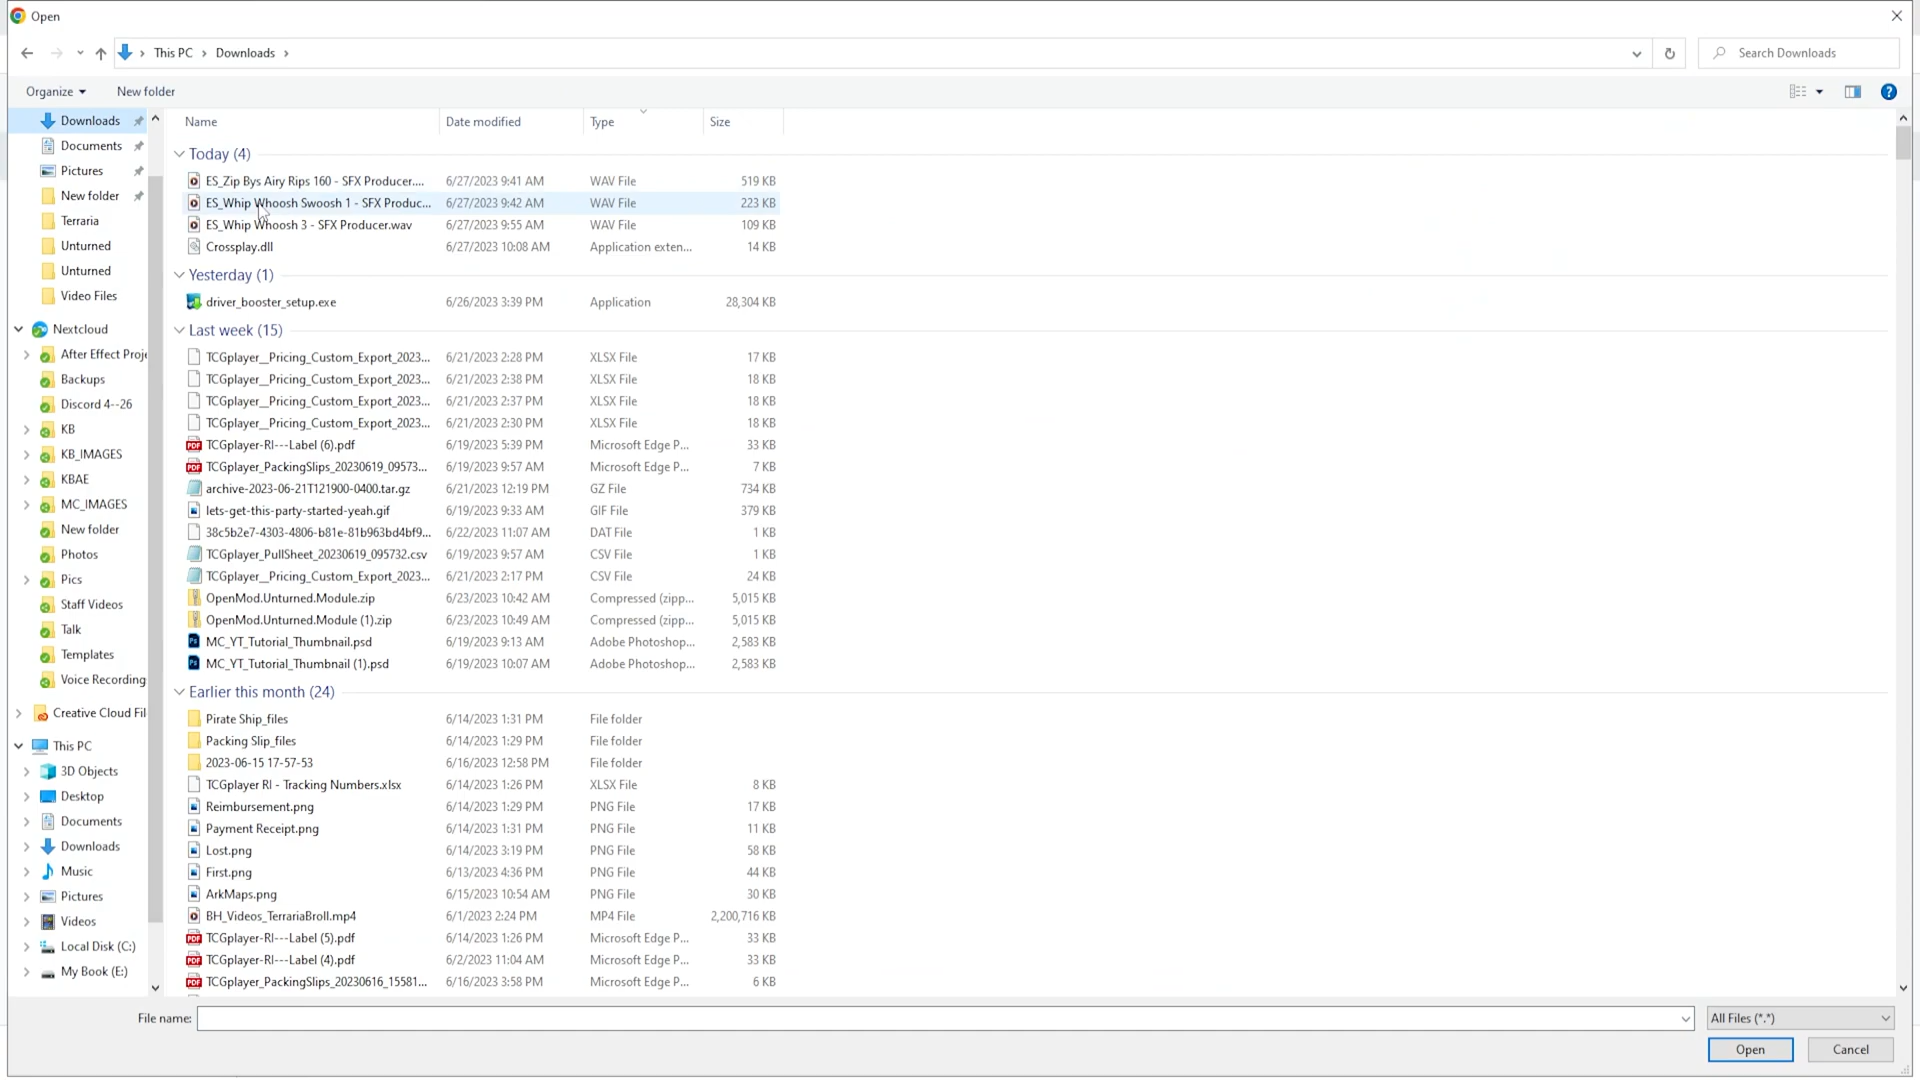 Open
This PC > Downloads >
Search Downloads
Organize
New folder
Name Date modified Type Size
Downloads
Documents
Pictures
New folder
Terraria
Unturned
Unturned
Video Files
Nextcloud
After Effect Proje
Backups
Discord 4--26
KB
KB_IMAGES
KBAE
MC_IMAGES
New folder
Photos
Pics
Staff Videos
Talk
Templates
Voice Recording
Creative Cloud Fil
This PC
3D Objects
Desktop
Documents
Downloads
Music
Pictures
Videos
Local Disk (C:)
My Book (E:)
Today (4)
ES_Zip Bys Airy Rips 160 - SFX Producer.... 6/27/2023 9:41 AM WAV File 519 KB
ES_Whip Whoosh Swoosh 1 - SFX Produc... 6/27/2023 9:42 AM WAV File 223 KB
ES_Whip Whoosh 3 - SFX Producer.wav 6/27/2023 9:55 AM WAV File 109 KB
Crossplay.dll 6/27/2023 10:08 AM Application exten... 14 KB
Yesterday (1)
driver_booster_setup.exe 6/26/2023 3:39 PM Application 28,304 KB
Last week (15)
TCGplayer__Pricing_Custom_Export_2023... 6/21/2023 2:28 PM XLSX File 17 KB
TCGplayer__Pricing_Custom_Export_2023... 6/21/2023 2:38 PM XLSX File 18 KB
TCGplayer__Pricing_Custom_Export_2023... 6/21/2023 2:37 PM XLSX File 18 KB
TCGplayer__Pricing_Custom_Export_2023... 6/21/2023 2:30 PM XLSX File 18 KB
TCGplayer-RI---Label (6).pdf 6/19/2023 5:39 PM Microsoft Edge P... 33 KB
TCGplayer_PackingSlips_20230619_09573... 6/19/2023 9:57 AM Microsoft Edge P... 7 KB
archive-2023-06-21T121900-0400.tar.gz 6/21/2023 12:19 PM GZ File 734 KB
lets-get-this-party-started-yeah.gif 6/19/2023 9:33 AM GIF File 379 KB
38c5b2e7-4303-4806-b81e-81b963bd4bf9... 6/22/2023 11:07 AM DAT File 1 KB
TCGplayer_PullSheet_20230619_095732.csv 6/19/2023 9:57 AM CSV File 1 KB
TCGplayer__Pricing_Custom_Export_2023... 6/21/2023 2:17 PM CSV File 24 KB
OpenMod.Unturned.Module.zip 6/23/2023 10:42 AM Compressed (zipp... 5,015 KB
OpenMod.Unturned.Module (1).zip 6/23/2023 10:49 AM Compressed (zipp... 5,015 KB
MC_YT_Tutorial_Thumbnail.psd 6/19/2023 9:13 AM Adobe Photoshop... 2,583 KB
MC_YT_Tutorial_Thumbnail (1).psd 6/19/2023 10:07 AM Adobe Photoshop... 2,583 KB
Earlier this month (24)
Pirate Ship_files 6/14/2023 1:31 PM File folder
Packing Slip_files 6/14/2023 1:29 PM File folder
2023-06-15 17-57-53 6/16/2023 12:58 PM File folder
TCGplayer RI - Tracking Numbers.xlsx 6/14/2023 1:26 PM XLSX File 8 KB
Reimbursement.png 6/14/2023 1:29 PM PNG File 17 KB
Payment Receipt.png 6/14/2023 1:31 PM PNG File 11 KB
Lost.png 6/14/2023 3:19 PM PNG File 58 KB
First.png 6/13/2023 4:36 PM PNG File 44 KB
ArkMaps.png 6/15/2023 10:54 AM PNG File 30 KB
BH_Videos_TerrariaBroll.mp4 6/1/2023 2:24 PM MP4 File 2,200,716 KB
TCGplayer-RI---Label (5).pdf 6/14/2023 1:26 PM Microsoft Edge P... 33 KB
TCGplayer-RI---Label (4).pdf 6/2/2023 11:04 AM Microsoft Edge P... 33 KB
TCGplayer_PackingSlips_20230616_15581... 6/16/2023 3:58 PM Microsoft Edge P... 6 KB
File name:
All Files (*.*)
Open
Cancel